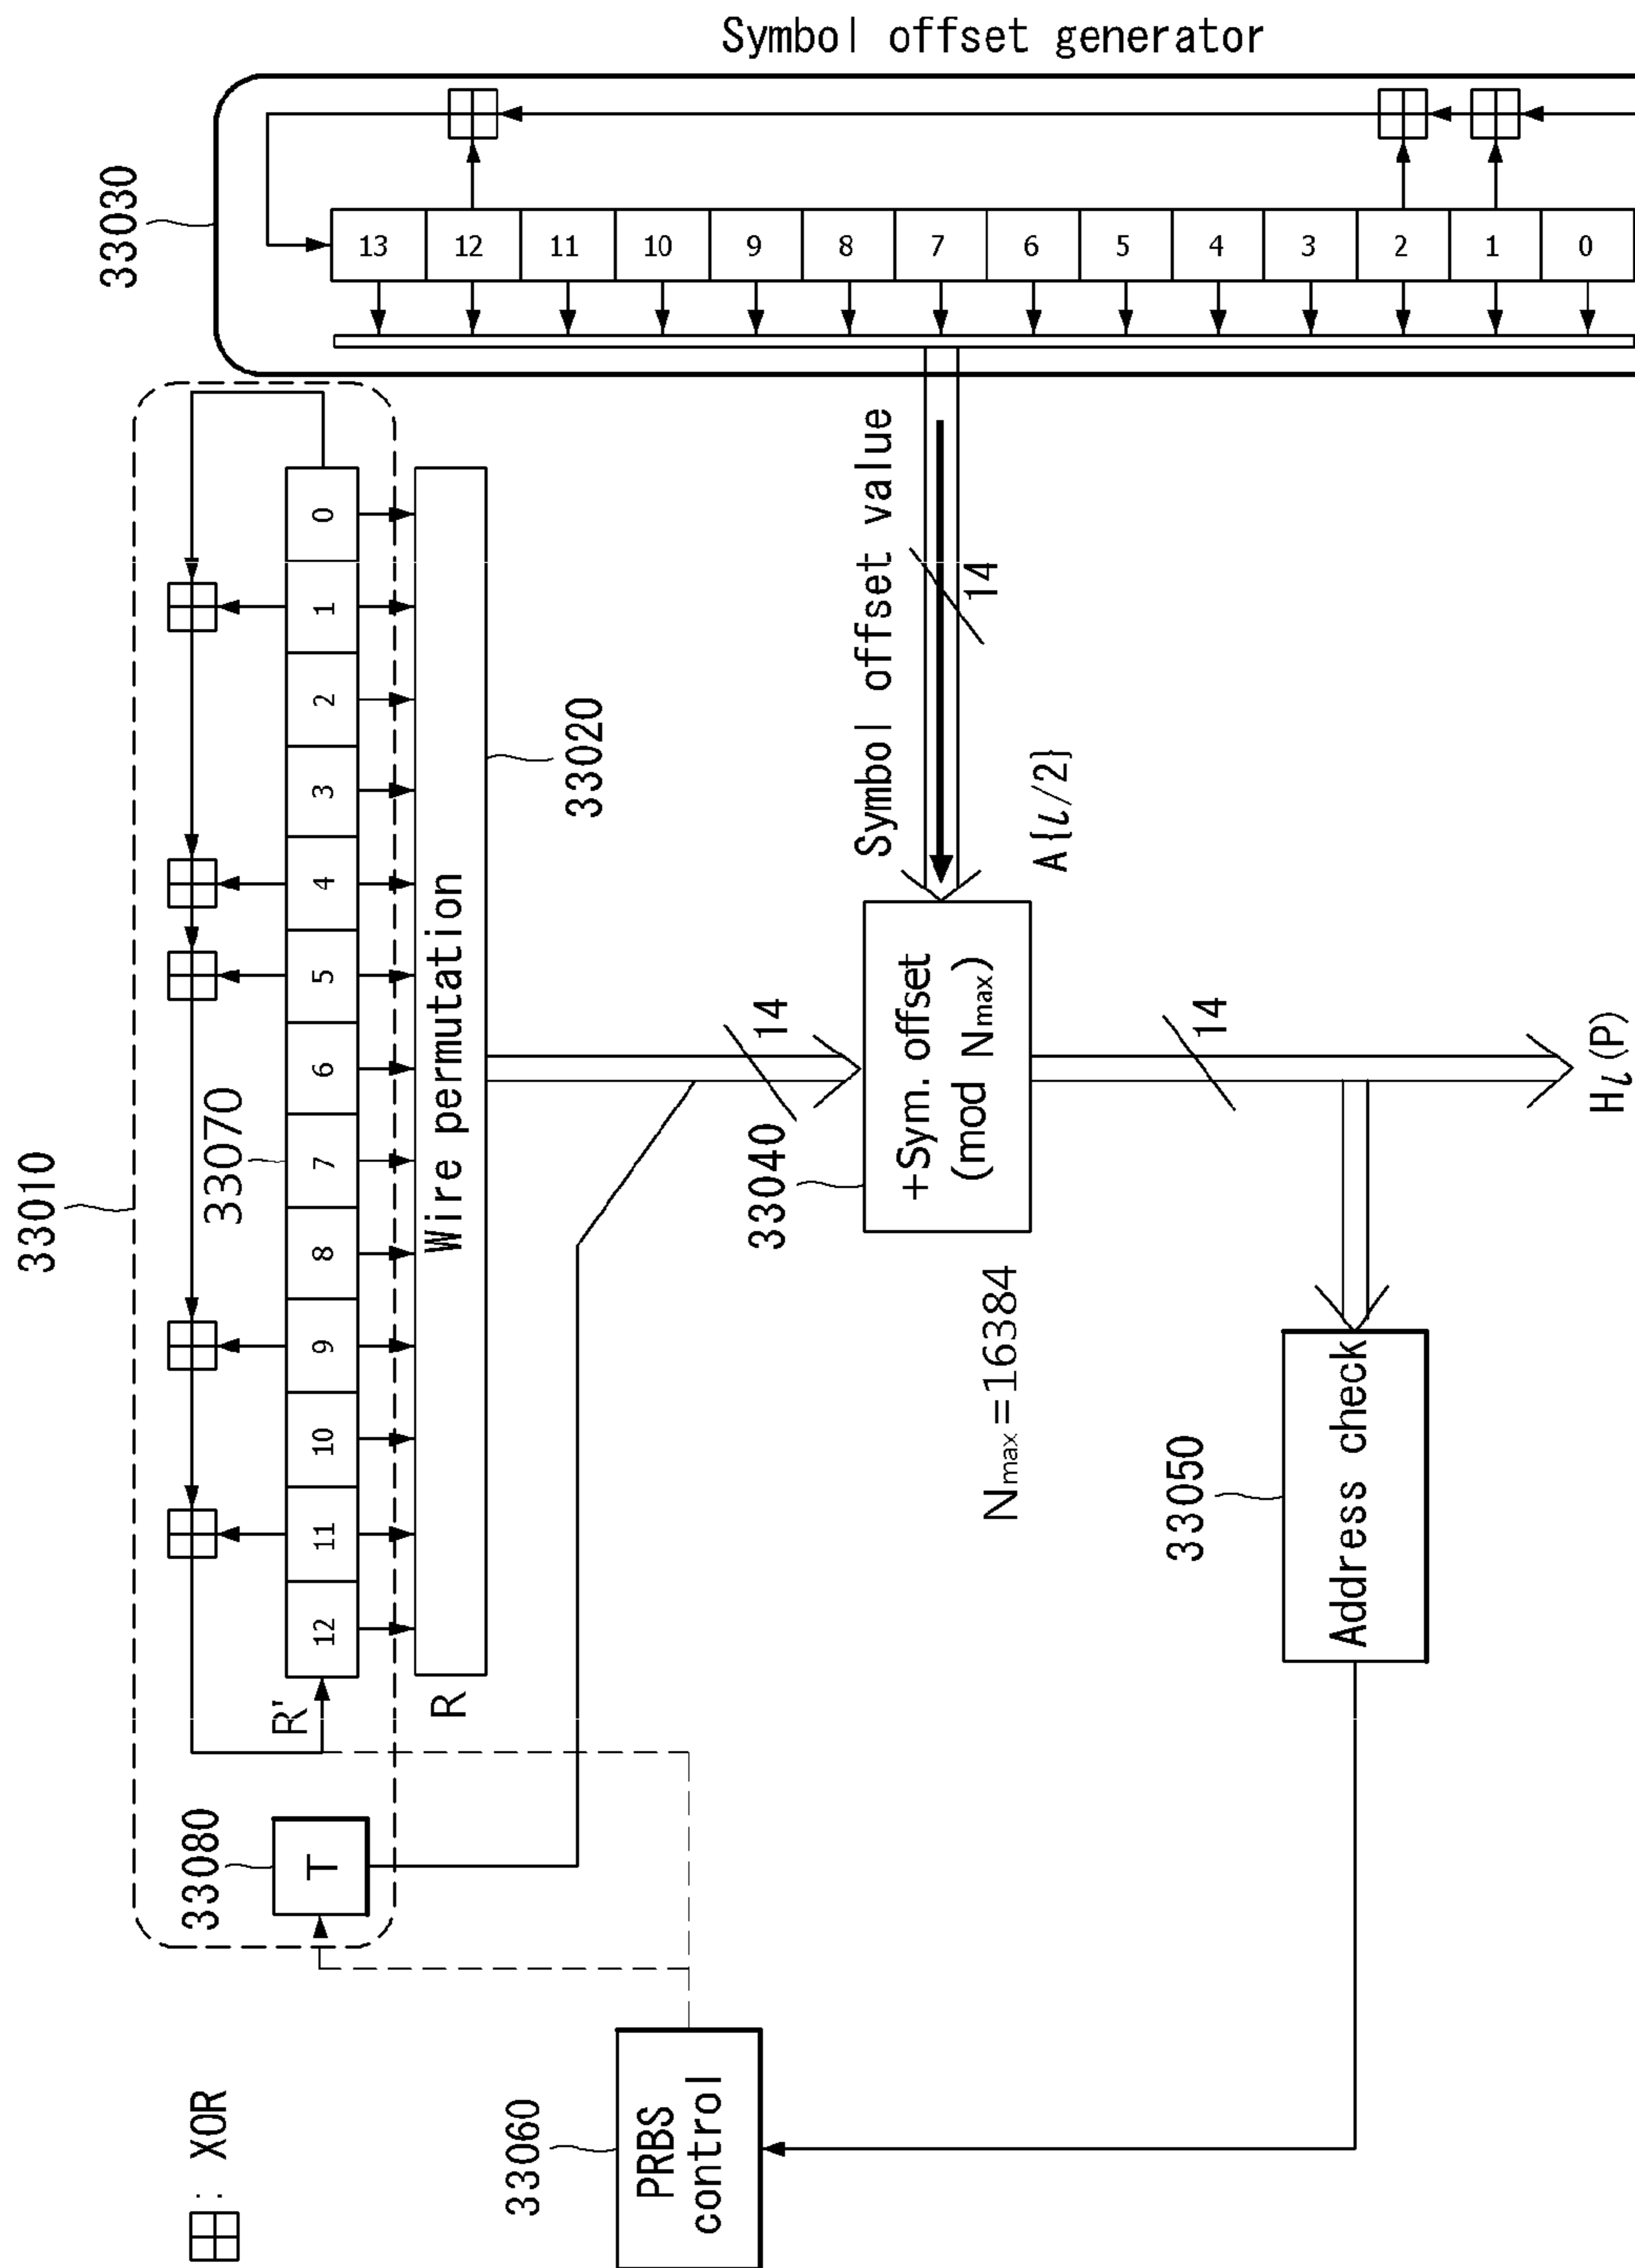 Symbol offset generator
33030
13
12
11
10
9
8
7
6
5
4
3
2
1
0
33010
33070
0
1
2
3
4
5
6
7
8
9
10
11
12
R'
R
Wire permutation
33020
33080
T
14
Symbol offset value
14
A{l/2}
33040
+Sym. offset
(mod Nmax)
Nmax=16384
14
Hl(P)
33050
Address check
33060
PRBS
control
: XOR